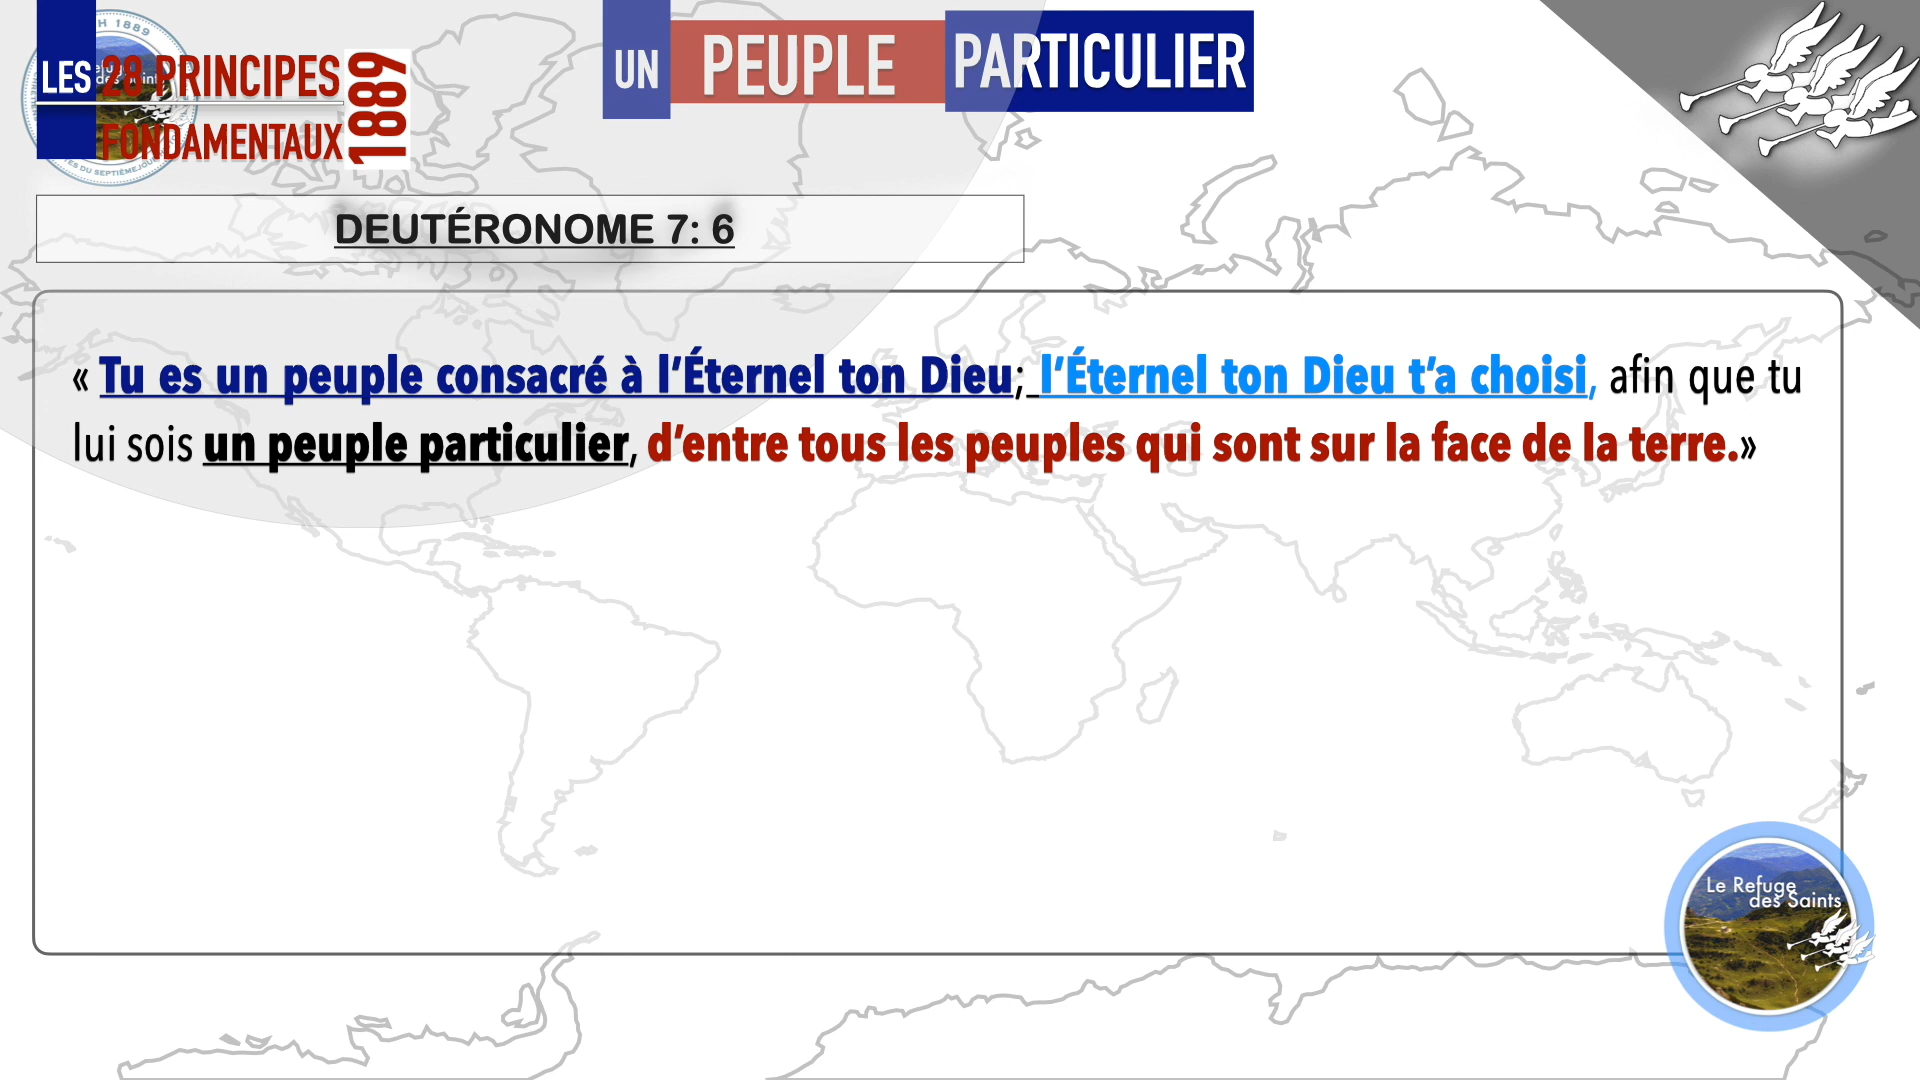 LES 28 PRINCIPES
FONDAMENTAUX
1889
UN PEUPLE PARTICULIER
DEUTÉRONOME 7: 6
« Tu es un peuple consacré à l’Éternel ton Dieu; l’Éternel ton Dieu t’a choisi, afin que tu
lui sois un peuple particulier, d’entre tous les peuples qui sont sur la face de la terre.»
Le Refuge
des Saints